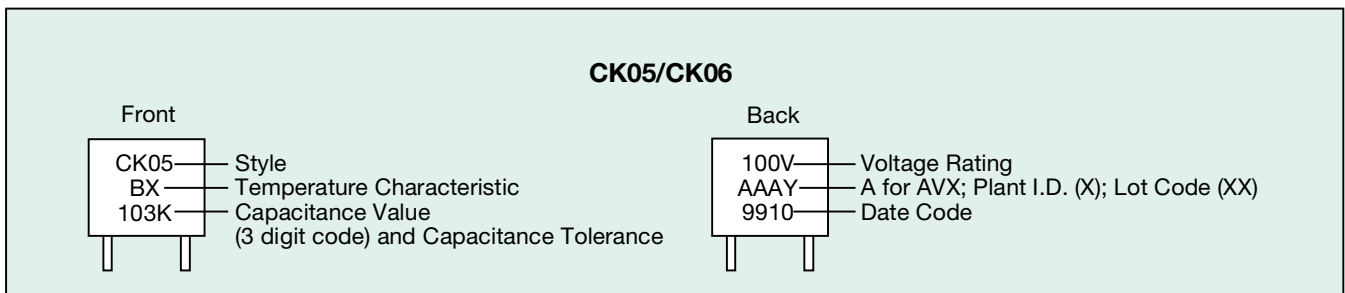 CK05/CK06
Front
CK05 Style
BX Temperature Characteristic
103K Capacitance Value
(3 digit code) and Capacitance Tolerance
Back
100V Voltage Rating
AAAY A for AVX; Plant I.D. (X); Lot Code (XX)
9910 Date Code